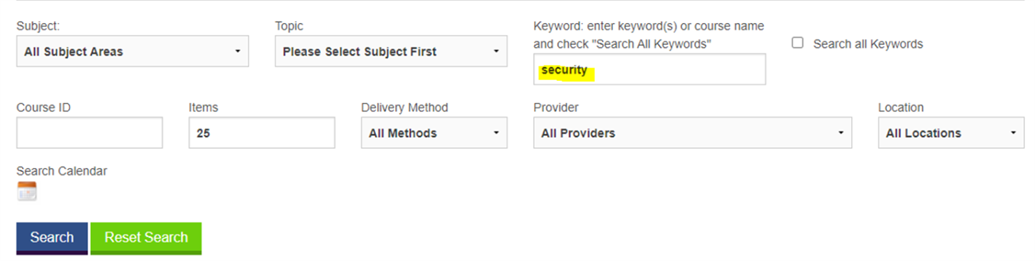 Subject:
Topic
Keyword: enter keyword(s) or course name
and check "Search All Keywords"
Search all Keywords
All Subject Areas
Please Select Subject First
security
Course ID
Items
Delivery Method
Provider
Location
25
All Methods
All Providers
All Locations
Search Calendar
Search
Reset Search